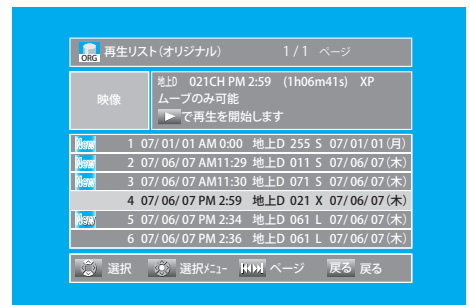 ORG 再生リスト(オリジナル) 1/1 ページ
映像
地上D 021CH PM 2:59 (1h06m41s) XP
ムーブのみ可能
で再生を開始します
New 1 07/01/01 AM 0:00 地上D 255 S 07/01/01(月)
New 2 07/06/07 AM11:29 地上D 011 S 07/06/07(木)
New 3 07/06/07 AM11:30 地上D 071 S 07/06/07(木)
4 07/06/07 PM 2:59 地上D 021 X 07/06/07(木)
New 5 07/06/07 PM 2:34 地上D 061 L 07/06/07(木)
6 07/06/07 PM 2:36 地上D 061 L 07/06/07(木)
選択 選択メニュー ページ 戻る 戻る